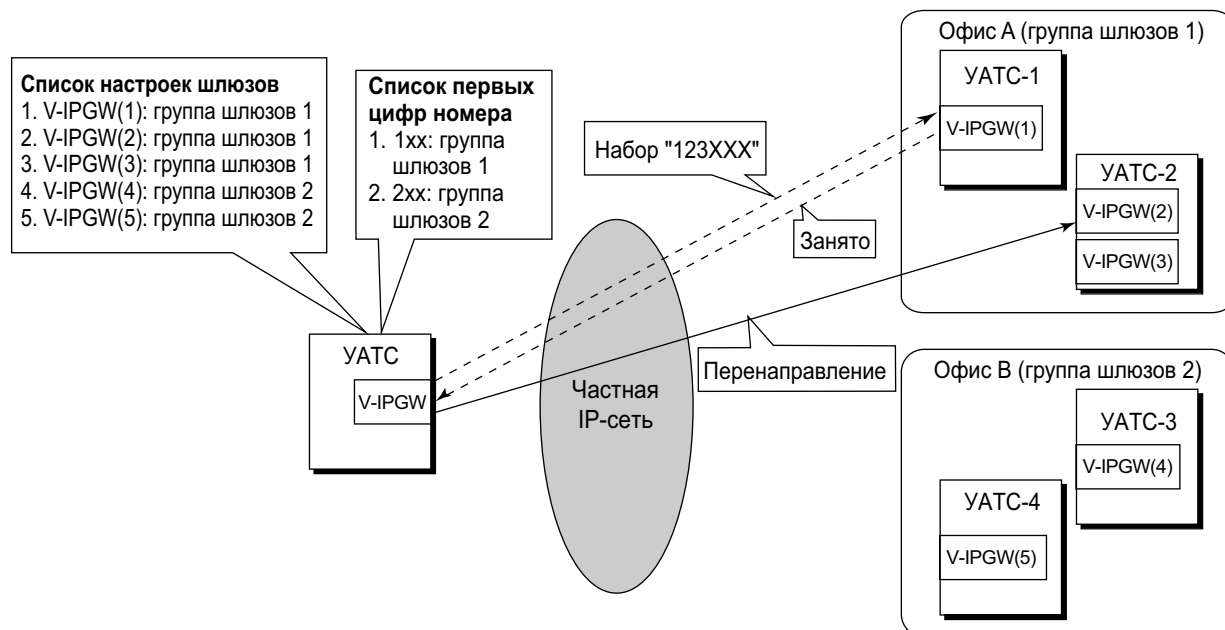 Список настроек шлюзов
1. V-IPGW(1): группа шлюзов 1
2. V-IPGW(2): группа шлюзов 1
3. V-IPGW(3): группа шлюзов 1
4. V-IPGW(4): группа шлюзов 2
5. V-IPGW(5): группа шлюзов 2
Список первых
цифр номера
1. 1xx: группа
шлюзов 1
2. 2xx: группа
шлюзов 2
Набор "123XXX"
Занято
Перенаправление
УАТС
V-IPGW
Частная
IP-сеть
Офис A (группа шлюзов 1)
УАТС-1
V-IPGW(1)
УАТС-2
V-IPGW(2)
V-IPGW(3)
Офис B (группа шлюзов 2)
УАТС-3
V-IPGW(4)
УАТС-4
V-IPGW(5)